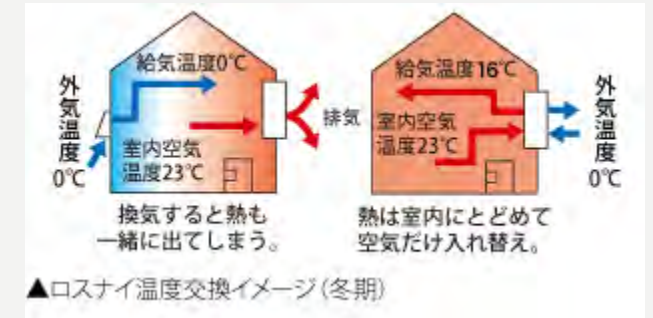 外気温度
0℃
給気温度0℃
室内空気
温度23℃
排気
換気すると熱も
一緒に出てしまう。
給気温度16℃
室内空気
温度23℃
外気温度
0℃
熱は室内にとどめて
空気だけ入れ替え。
▲ロスナイ温度交換イメージ(冬期)